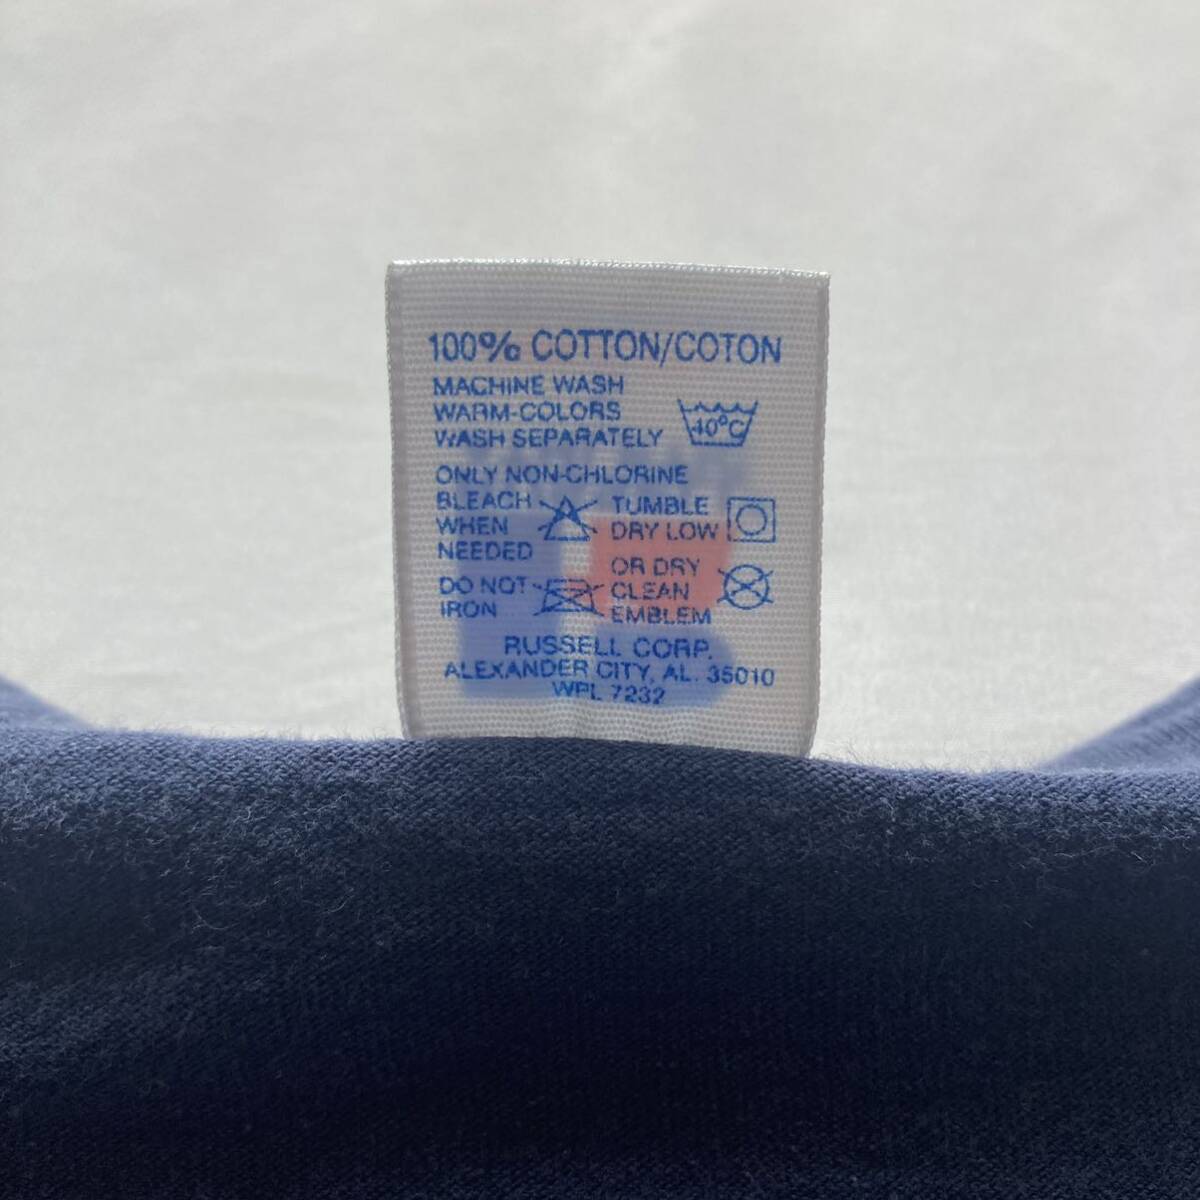 100% COTTON/COTON
MACHINE WASH
WARM-COLORS
WASH SEPARATELY
40°C
ONLY NON-CHLORINE
BLEACH
WHEN
NEEDED
TUMBLE
DRY LOW
DO NOT
IRON
OR DRY
CLEAN
EMBLEM
RUSSELL CORP.
ALEXANDER CITY, AL. 35010
WPL 7232